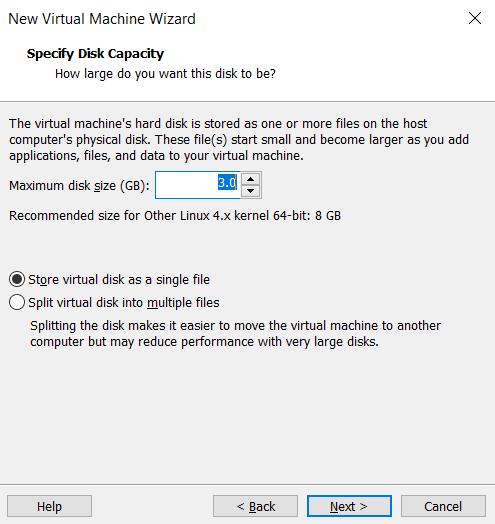 New Virtual Machine Wizard
Specify Disk Capacity
How large do you want this disk to be?
The virtual machine's hard disk is stored as one or more files on the host
computer's physical disk. These file(s) start small and become larger as you add
applications, files, and data to your virtual machine.
Maximum disk size (GB): 3.0
Recommended size for Other Linux 4.x kernel 64-bit: 8 GB
Store virtual disk as a single file
Split virtual disk into multiple files
Splitting the disk makes it easier to move the virtual machine to another
computer but may reduce performance with very large disks.
Help < Back Next > Cancel